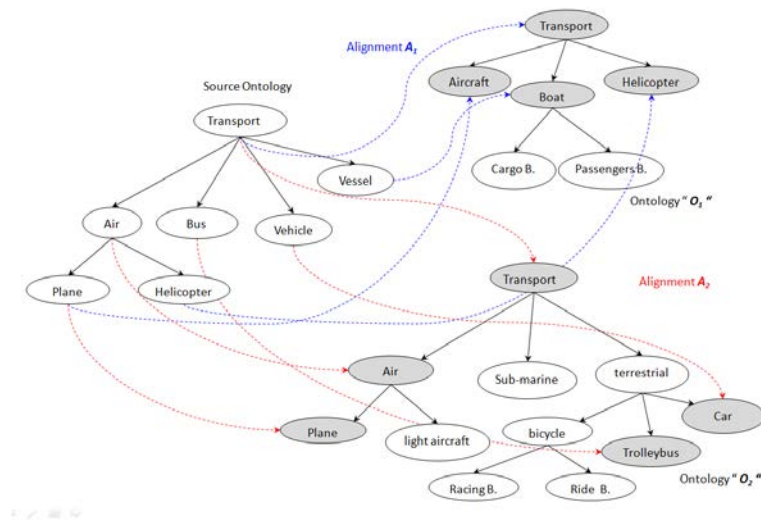 Transport
Alignment A1
Aircraft
Helicopter
Boat
Source Ontology
Transport
Cargo B.
Passengers B.
Vessel
Ontology " O1 "
Air
Bus
Vehicle
Transport
Alignment A2
Plane
Helicopter
Air
Sub-marine
terrestrial
Car
Plane
light aircraft
bicycle
Trolleybus
Racing B.
Ride B.
Ontology " O2 "